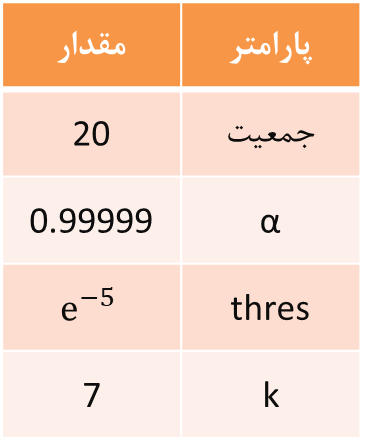 پارامتر مقدار
جمعیت 20
α 0.99999
thres e⁻⁵
k 7